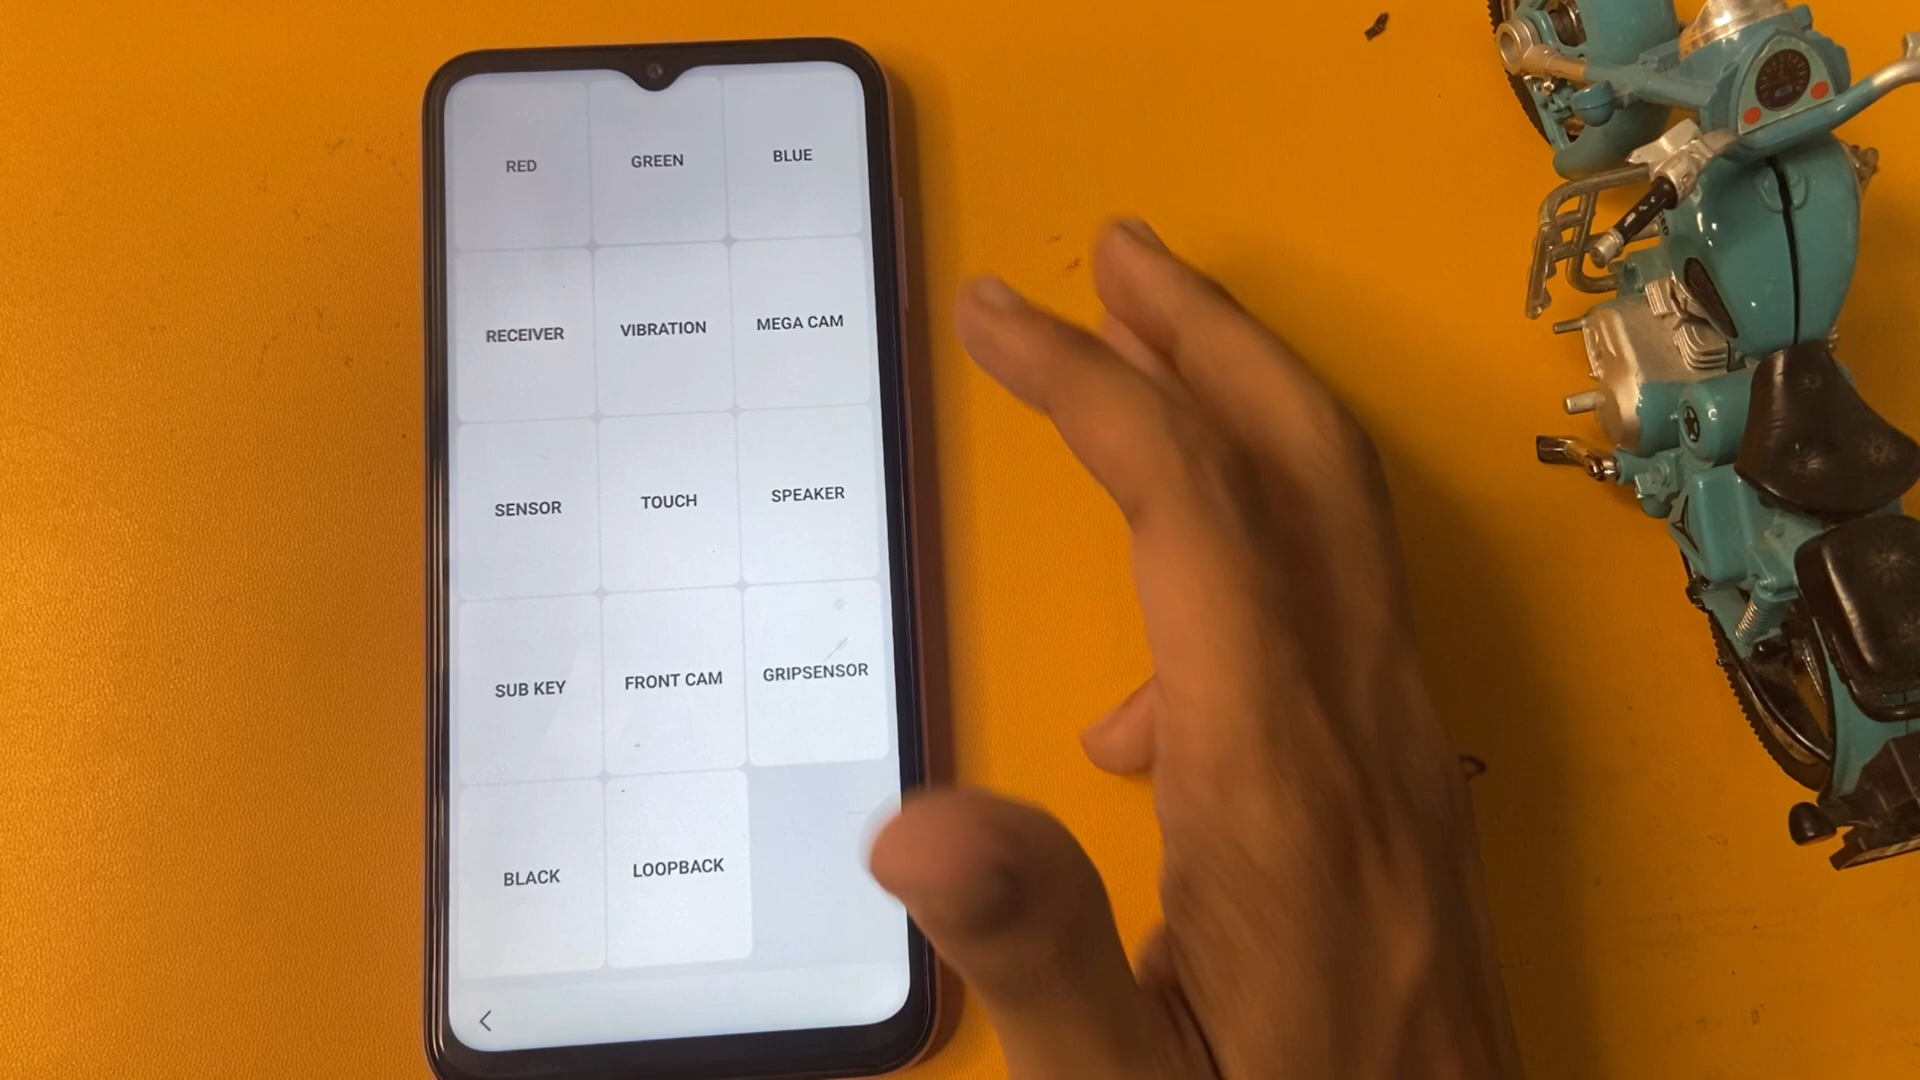 RED GREEN BLUE
RECEIVER VIBRATION MEGA CAM
SENSOR TOUCH SPEAKER
SUB KEY FRONT CAM GRIPSENSOR
BLACK LOOPBACK